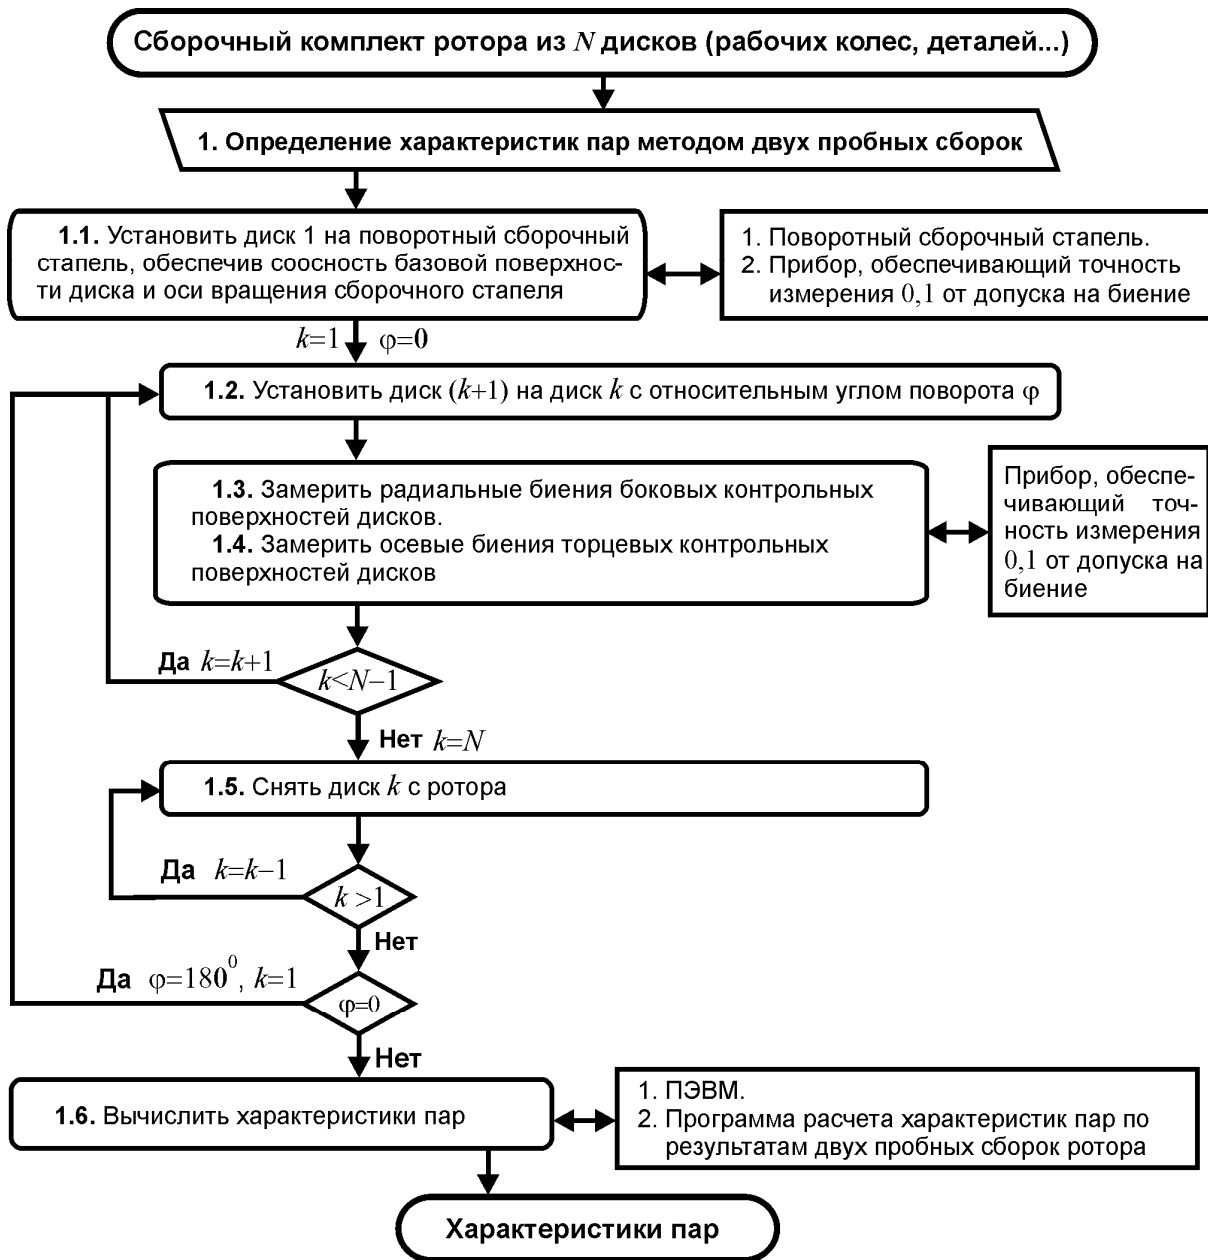 Сборочный комплект ротора из N дисков (рабочих колес, деталей...)
1. Определение характеристик пар методом двух пробных сборок
1.1. Установить диск 1 на поворотный сборочный
стапель, обеспечив соосность базовой поверхнос-
ти диска и оси вращения сборочного стапеля
1. Поворотный сборочный стапель.
2. Прибор, обеспечивающий точность
измерения 0,1 от допуска на биение
k=1 φ=0
1.2. Установить диск (k+1) на диск k с относительным углом поворота φ
1.3. Замерить радиальные биения боковых контрольных
поверхностей дисков.
1.4. Замерить осевые биения торцевых контрольных
поверхностей дисков
Прибор, обеспе-
чивающий точ-
ность измерения
0,1 от допуска на
биение
Да k=k+1
k<N−1
Нет k=N
1.5. Снять диск k с ротора
Да k=k−1
k >1
Нет
Да φ=180⁰, k=1
φ=0
Нет
1.6. Вычислить характеристики пар
1. ПЭВМ.
2. Программа расчета характеристик пар по
результатам двух пробных сборок ротора
Характеристики пар